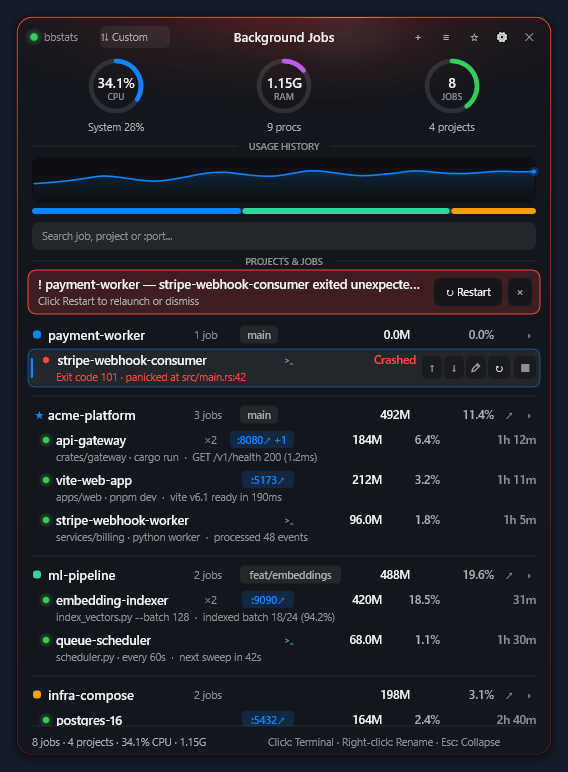 bbstats
Custom
Background Jobs
34.1%
CPU
1.15G
RAM
8
JOBS
System 28%
9 procs
4 projects
USAGE HISTORY
Search job, project or :port...
PROJECTS & JOBS
! payment-worker — stripe-webhook-consumer exited unexpecte...
Click Restart to relaunch or dismiss
↻ Restart
×
payment-worker 1 job main 0.0M 0.0% ›
stripe-webhook-consumer >_ Crashed ↑ ↓ ↻
Exit code 101 · panicked at src/main.rs:42
★ acme-platform 3 jobs main 492M 11.4% ↗ ›
api-gateway ×2 :8080↗ +1 184M 6.4% 1h 12m
crates/gateway · cargo run · GET /v1/health 200 (1.2ms)
vite-web-app :5173↗ 212M 3.2% 1h 11m
apps/web · pnpm dev · vite v6.1 ready in 190ms
stripe-webhook-worker >_ 96.0M 1.8% 1h 5m
services/billing · python worker · processed 48 events
ml-pipeline 2 jobs feat/embeddings 488M 19.6% ↗ ›
embedding-indexer ×2 :9090↗ 420M 18.5% 31m
index_vectors.py --batch 128 · indexed batch 18/24 (94.2%)
queue-scheduler >_ 68.0M 1.1% 1h 30m
scheduler.py · every 60s · next sweep in 42s
infra-compose 2 jobs 198M 3.1% ↗ ›
postgres-16 :5432↗ 164M 2.4% 2h 40m
8 jobs · 4 projects · 34.1% CPU · 1.15G
Click: Terminal · Right-click: Rename · Esc: Collapse